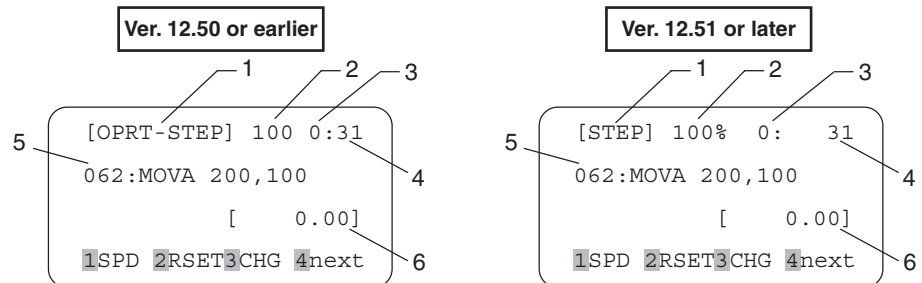 Ver. 12.50 or earlier
1 2 3
[OPRT-STEP] 100 0:31
5
062:MOVA 200,100
4
[ 0.00]
1SPD 2RSET3CHG 4next
6
Ver. 12.51 or later
1 2 3
[STEP] 100% 0: 31
5
062:MOVA 200,100
4
[ 0.00]
1SPD 2RSET3CHG 4next
6